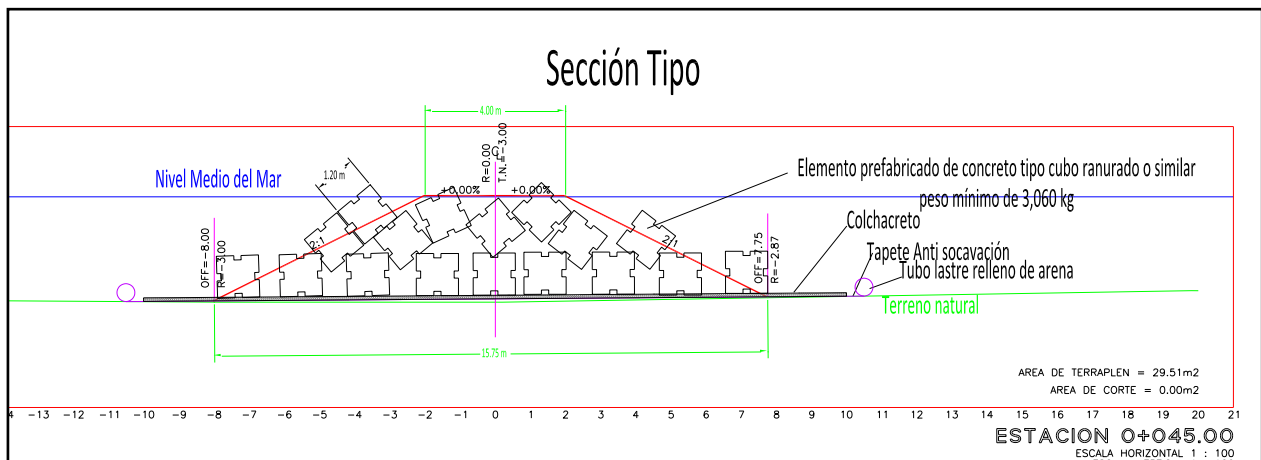 Sección Tipo
4.00 m
R=0.00
T.N.=-3.00
C
Nivel Medio del Mar
1.20 m
+0.00%
+0.00%
Elemento prefabricado de concreto tipo cubo ranurado o similar
peso mínimo de 3,060 kg
Colchacreto
Tapete Anti socavación
Tubo lastre relleno de arena
Terreno natural
OFF=-8.00
R=-3.00
2:1
2:1
OFF=7.75
R=-2.87
15.75 m
AREA DE TERRAPLEN = 29.51m2
AREA DE CORTE = 0.00m2
4 -13 -12 -11 -10 -9 -8 -7 -6 -5 -4 -3 -2 -1 0 1 2 3 4 5 6 7 8 9 10 11 12 13 14 15 16 17 18 19 20 21
ESTACION 0+045.00
ESCALA HORIZONTAL 1 : 100